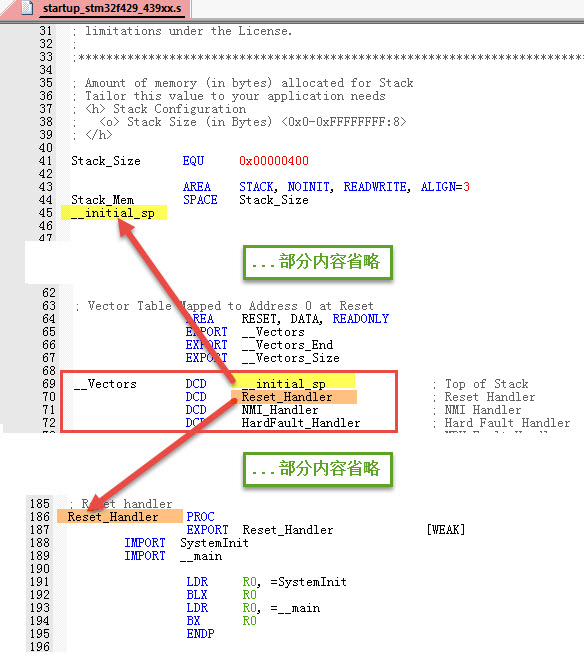 startup_stm32f429_439xx.s
31 ; limitations under the License.
32 ;
33 ;*******************************************************************
34
35 ; Amount of memory (in bytes) allocated for Stack
36 ; Tailor this value to your application needs
37 ; <h> Stack Configuration
38 ;   <o> Stack Size (in Bytes) <0x0-0xFFFFFFFF:8>
39 ; </h>
40
41 Stack_Size EQU 0x00000400
42
43 AREA STACK, NOINIT, READWRITE, ALIGN=3
44 Stack_Mem SPACE Stack_Size
45 __initial_sp
46
47
...部分内容省略
62
63 ; Vector Table Mapped to Address 0 at Reset
64 AREA RESET, DATA, READONLY
65 EXPORT __Vectors
66 EXPORT __Vectors_End
67 EXPORT __Vectors_Size
68
69 __Vectors DCD __initial_sp ; Top of Stack
70 DCD Reset_Handler ; Reset Handler
71 DCD NMI_Handler ; NMI Handler
72 DCD HardFault_Handler ; Hard Fault Handler
...部分内容省略
185 ; Reset handler
186 Reset_Handler PROC
187 EXPORT Reset_Handler [WEAK]
188 IMPORT SystemInit
189 IMPORT __main
190
191 LDR R0, =SystemInit
192 BLX R0
193 LDR R0, =__main
194 BX R0
195 ENDP
196